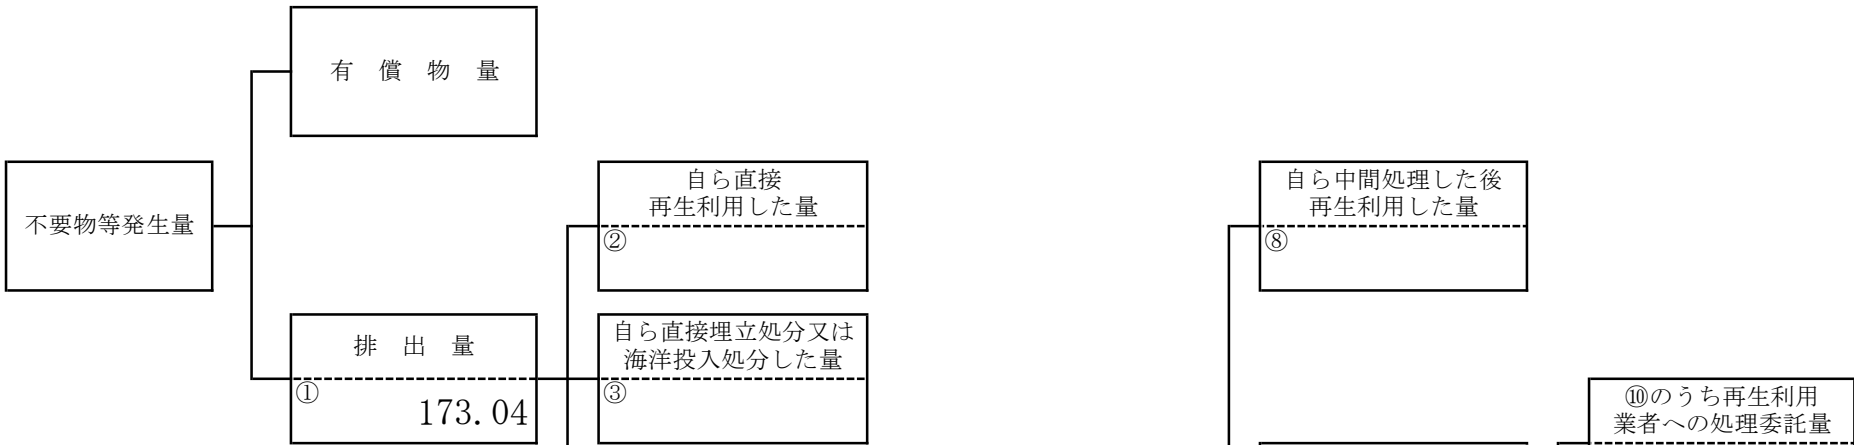 有 償 物 量
不要物等発生量
自ら直接
再生利用した量
②
自ら中間処理した後
再生利用した量
⑧
排 出 量
①
173.04
自ら直接埋立処分又は
海洋投入処分した量
③
⑩のうち再生利用
業者への処理委託量